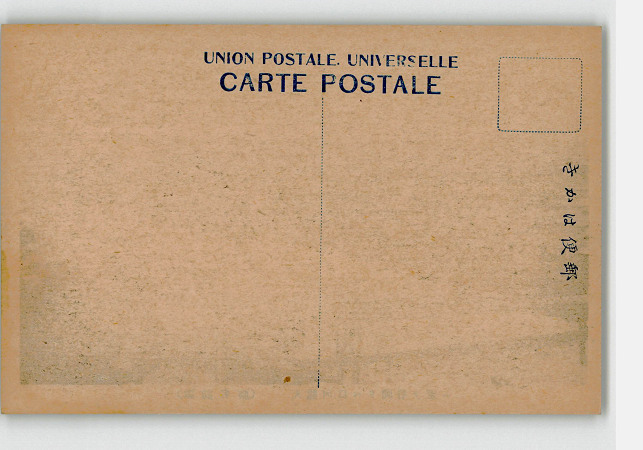 UNION POSTALE. UNIVERSELLE
CARTE POSTALE
きかは便郵